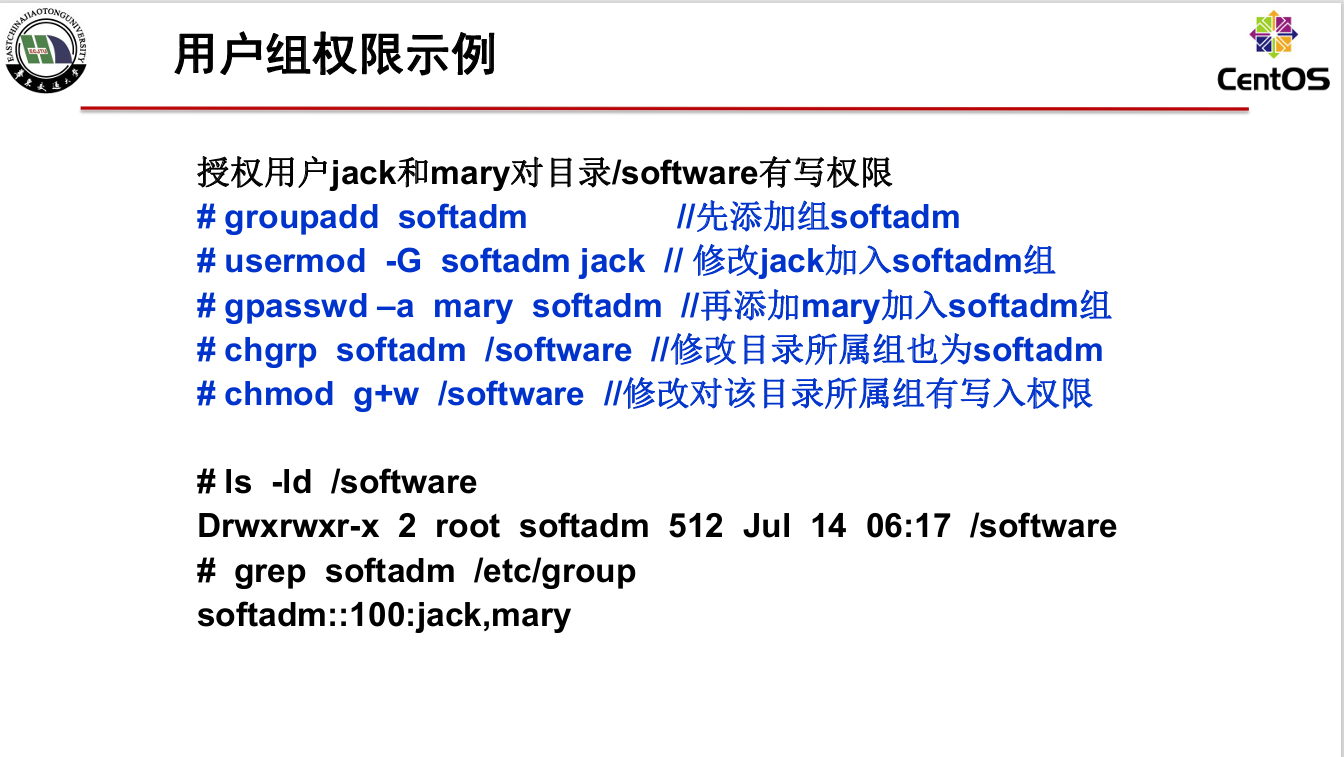 EASTCHINAJIAOTONGUNIVERSITY
ECJTU
华东交通大学
用户组权限示例
CentOS
授权用户jack和mary对目录/software有写权限
# groupadd softadm //先添加组softadm
# usermod -G softadm jack // 修改jack加入softadm组
# gpasswd –a mary softadm //再添加mary加入softadm组
# chgrp softadm /software //修改目录所属组也为softadm
# chmod g+w /software //修改对该目录所属组有写入权限
# ls -ld /software
Drwxrwxr-x 2 root softadm 512 Jul 14 06:17 /software
# grep softadm /etc/group
softadm::100:jack,mary